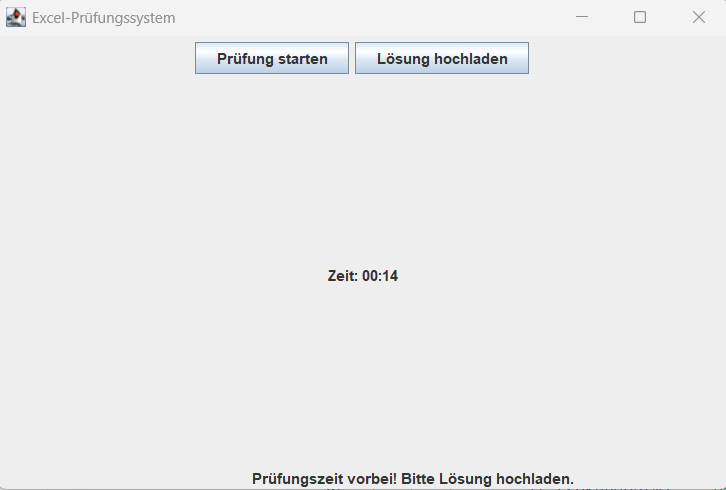 Excel-Prüfungssystem
Prüfung starten Lösung hochladen
Zeit: 00:14
Prüfungszeit vorbei! Bitte Lösung hochladen.